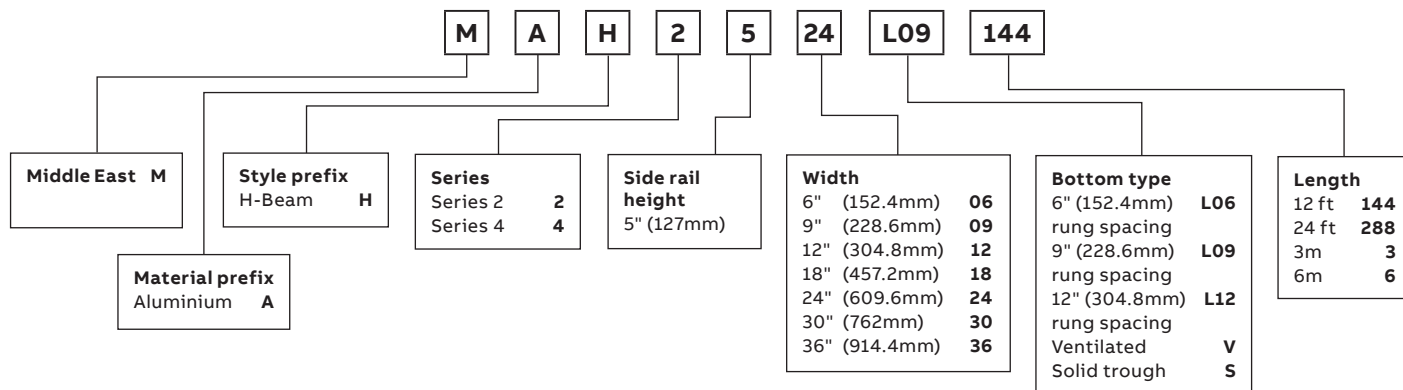 M A H 2 5 24 L09 144
Middle East M
Material prefix
Aluminium A
Style prefix
H-Beam H
Series
Series 2 2
Series 4 4
Side rail
height
5" (127mm)
Width
6" (152.4mm) 06
9" (228.6mm) 09
12" (304.8mm) 12
18" (457.2mm) 18
24" (609.6mm) 24
30" (762mm) 30
36" (914.4mm) 36
Bottom type
6" (152.4mm) L06
rung spacing
9" (228.6mm) L09
rung spacing
12" (304.8mm) L12
rung spacing
Ventilated V
Solid trough S
Length
12 ft 144
24 ft 288
3m 3
6m 6